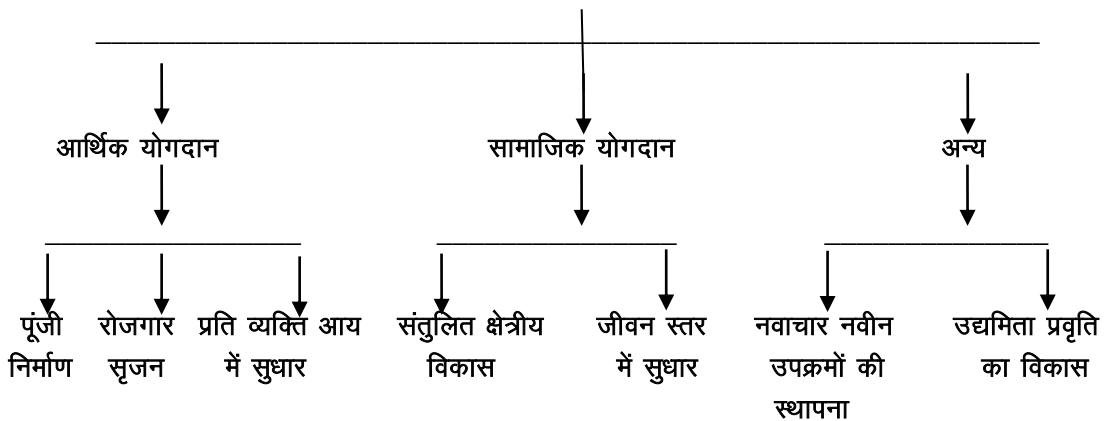 आर्थिक योगदान सामाजिक योगदान अन्य
पूंजी रोजगार प्रति व्यक्ति आय संतुलित क्षेत्रीय जीवन स्तर नवाचार नवीन उद्यमिता प्रवृति
निर्माण सृजन में सुधार विकास में सुधार उपक्रमों की का विकास
स्थापना